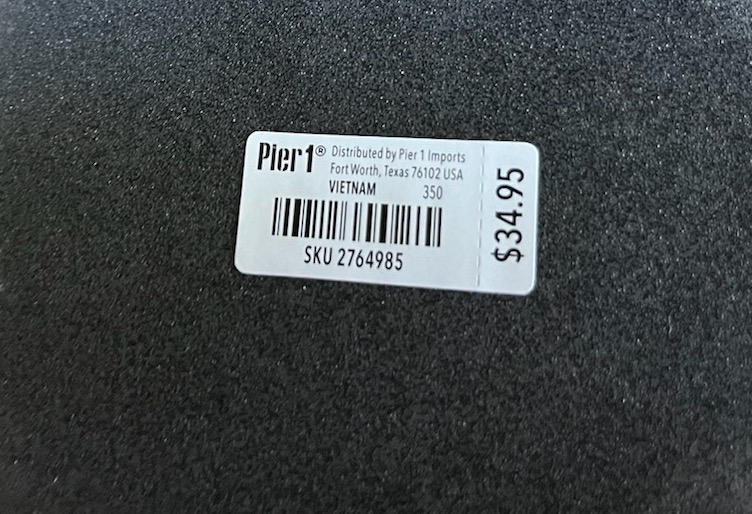 Pier1® Distributed by Pier 1 Imports
Fort Worth, Texas 76102 USA
VIETNAM 350
SKU 2764985
$34.95